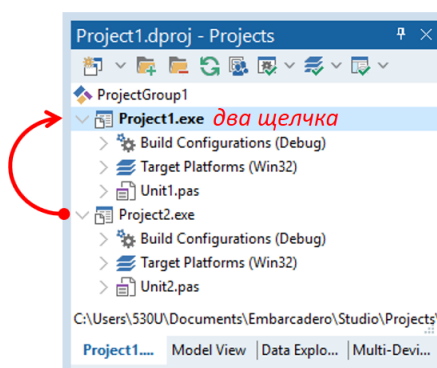 Project1.dproj - Projects
ProjectGroup1
Project1.exe два щелчка
Build Configurations (Debug)
Target Platforms (Win32)
Unit1.pas
Project2.exe
Build Configurations (Debug)
Target Platforms (Win32)
Unit2.pas
C:\Users\530U\Documents\Embarcadero\Studio\Projects\
Project1.... Model View Data Explo... Multi-Devi...